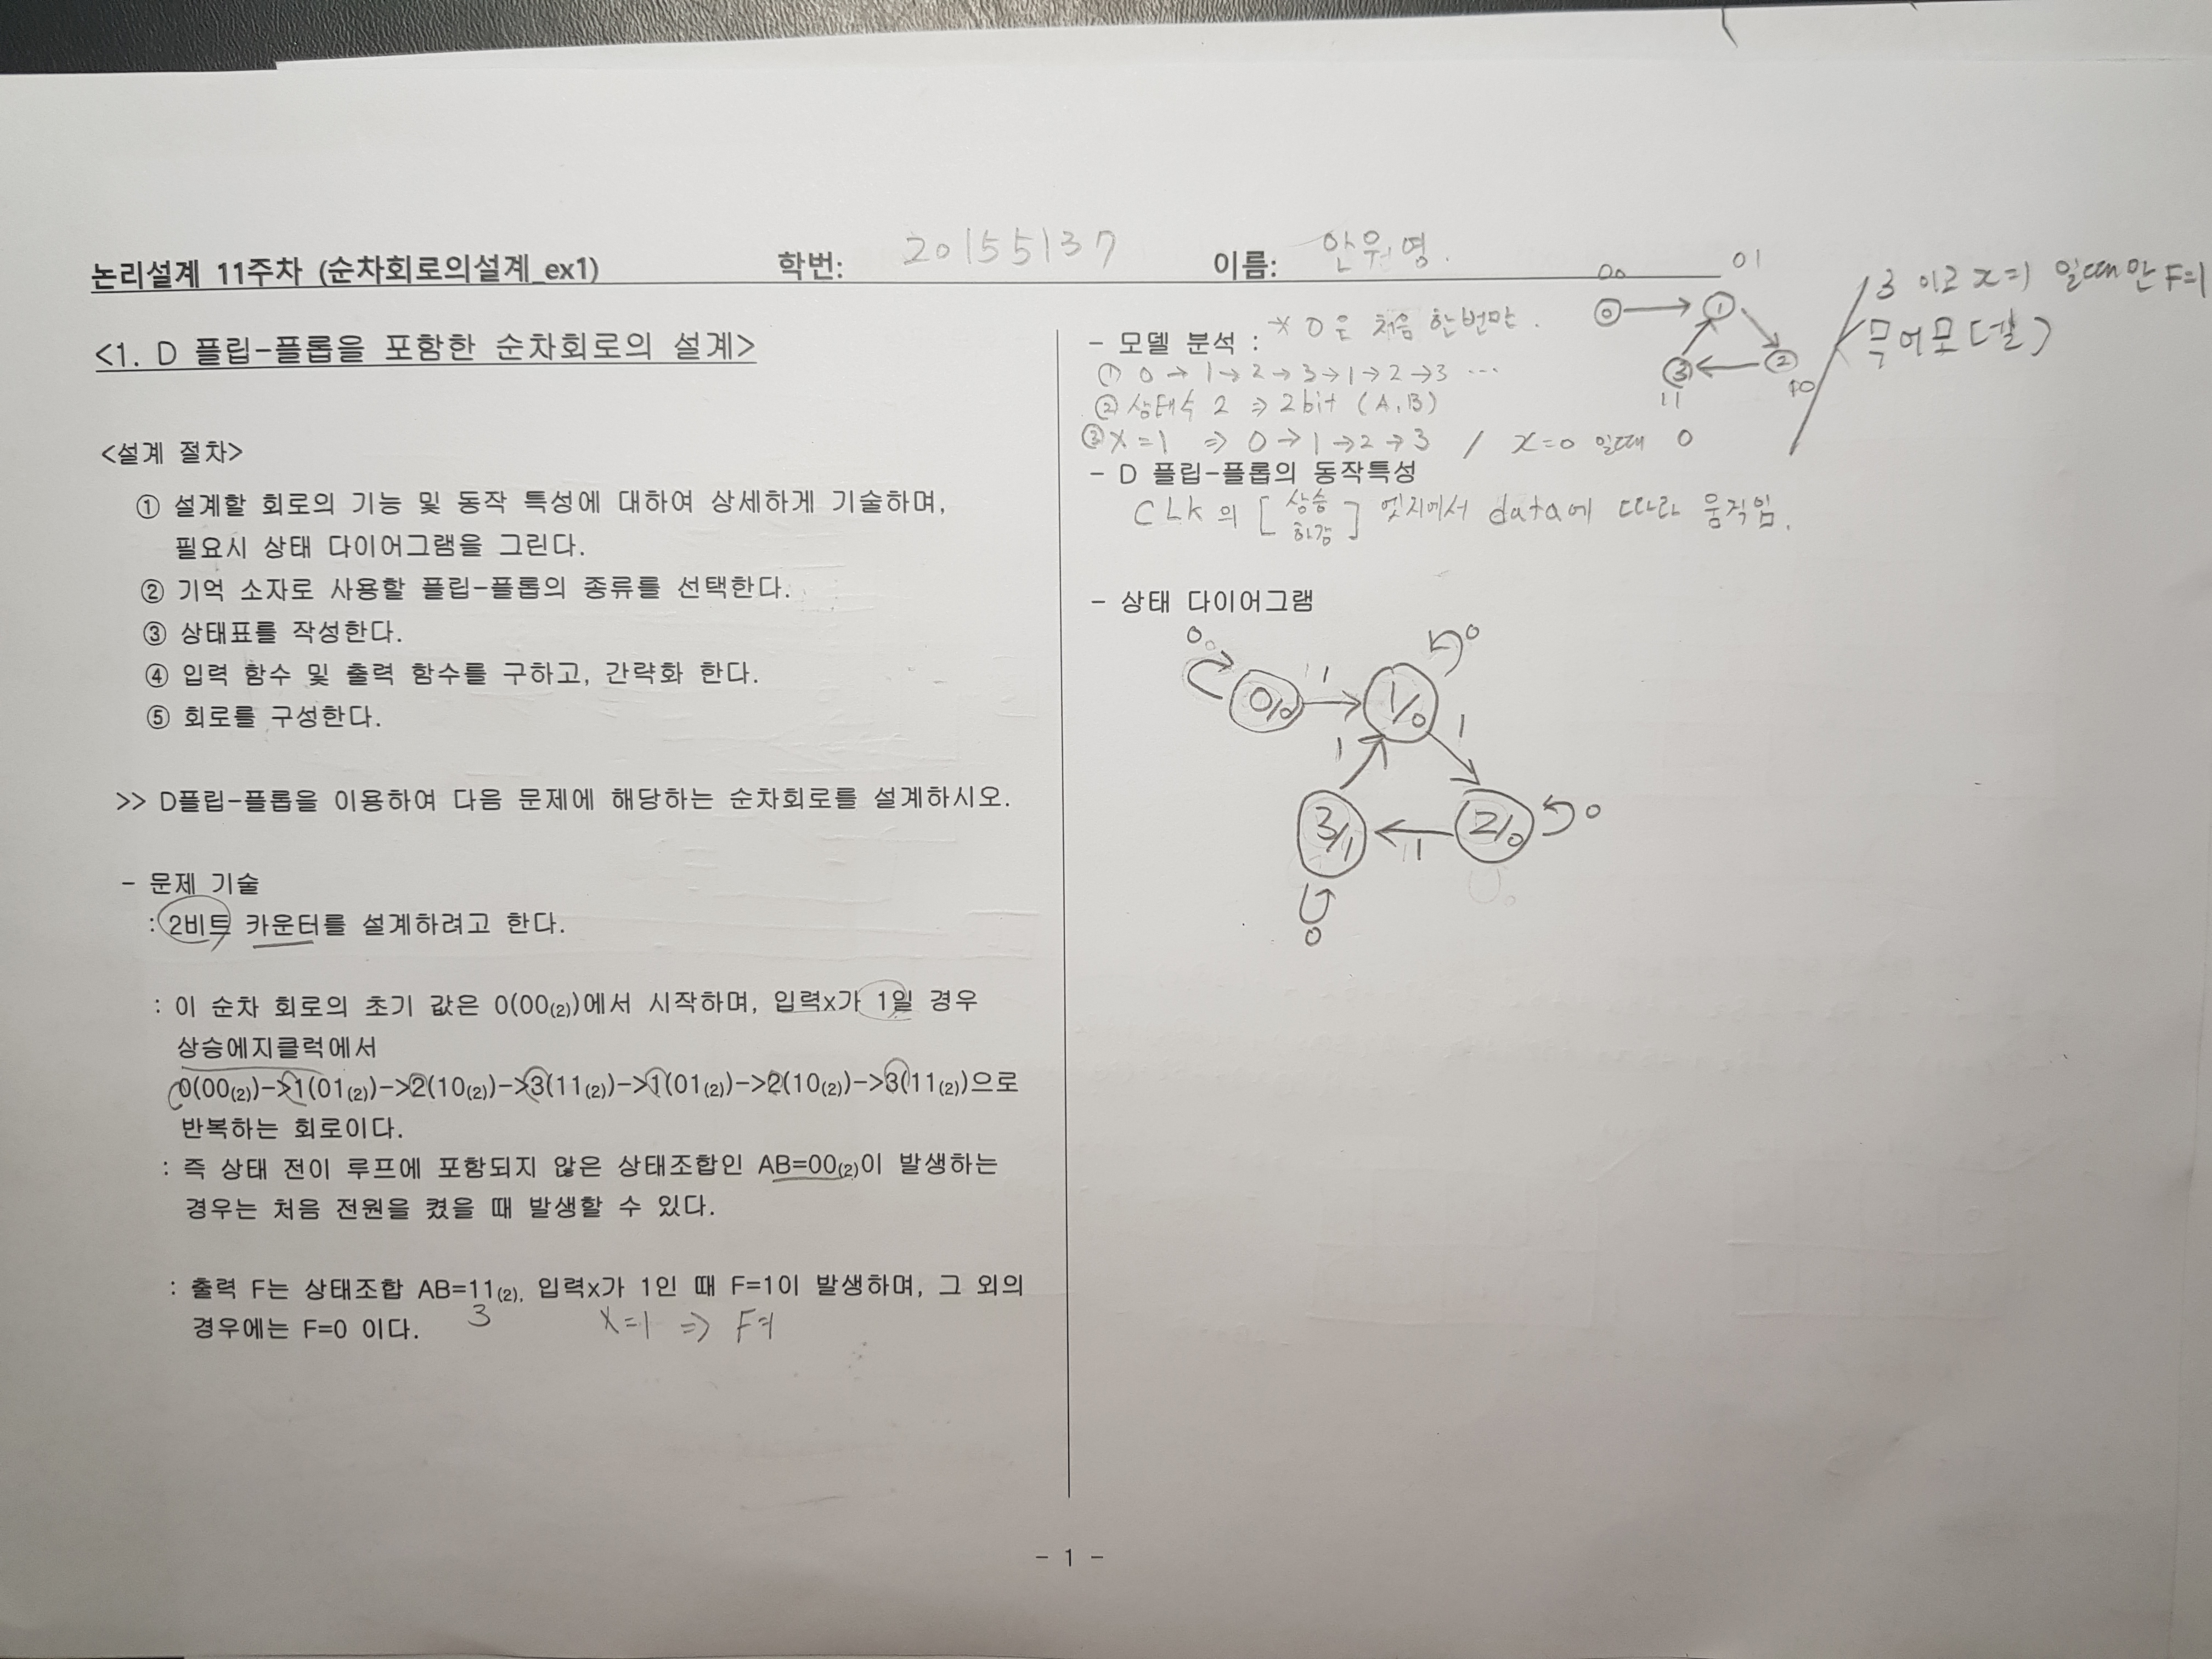 논리설계 11주차 (순차회로의설계_ex1) 학번: 20155137 이름: 안유영.
<1. D 플립-플롭을 포함한 순차회로의 설계>
<설계 절차>
① 설계할 회로의 기능 및 동작 특성에 대하여 상세하게 기술하며,
필요시 상태 다이어그램을 그린다.
② 기억 소자로 사용할 플립-플롭의 종류를 선택한다.
③ 상태표를 작성한다.
④ 입력 함수 및 출력 함수를 구하고, 간략화 한다.
⑤ 회로를 구성한다.
>> D플립-플롭을 이용하여 다음 문제에 해당하는 순차회로를 설계하시오.
- 문제 기술
: 2비트 카운터를 설계하려고 한다.
: 이 순차 회로의 초기 값은 0(00(2))에서 시작하며, 입력x가 1일 경우
상승에지클럭에서
0(00(2))->1(01(2))->2(10(2))->3(11(2))->1(01(2))->2(10(2))->3(11(2))으로
반복하는 회로이다.
: 즉 상태 전이 루프에 포함되지 않은 상태조합인 AB=00(2)이 발생하는
경우는 처음 전원을 켰을 때 발생할 수 있다.
: 출력 F는 상태조합 AB=11(2), 입력x가 1인 때 F=1이 발생하며, 그 외의
3
경우에는 F=0 이다.
X=1 ⇒ F=1
- 모델 분석 : * 0은 처음 한번만.
① 0→1→2→3→1→2→3 ...
② 상태수 2 ⇒ 2bit (A,B)
③ X=1 ⇒ 0→1→2→3 / x=0 일때 0
00
0 1
01
3 2
11
10
3 이고 x=1 일때만 F=1
무어모델)
- D 플립-플롭의 동작특성
CLK의 [상승 하강] 엣지에서 data에 따라 움직임.
- 상태 다이어그램
0 0
0/0 1 1/0
1 1
3/1 1 2/0
0 0
- 1 -